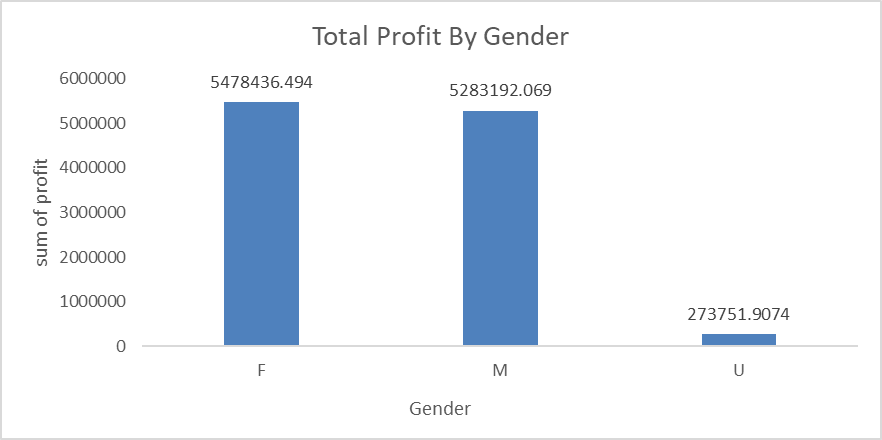 Total Profit By Gender
5478436.494
5283192.069
273751.9074
6000000
5000000
4000000
3000000
2000000
1000000
0
sum of profit
F
M
U
Gender